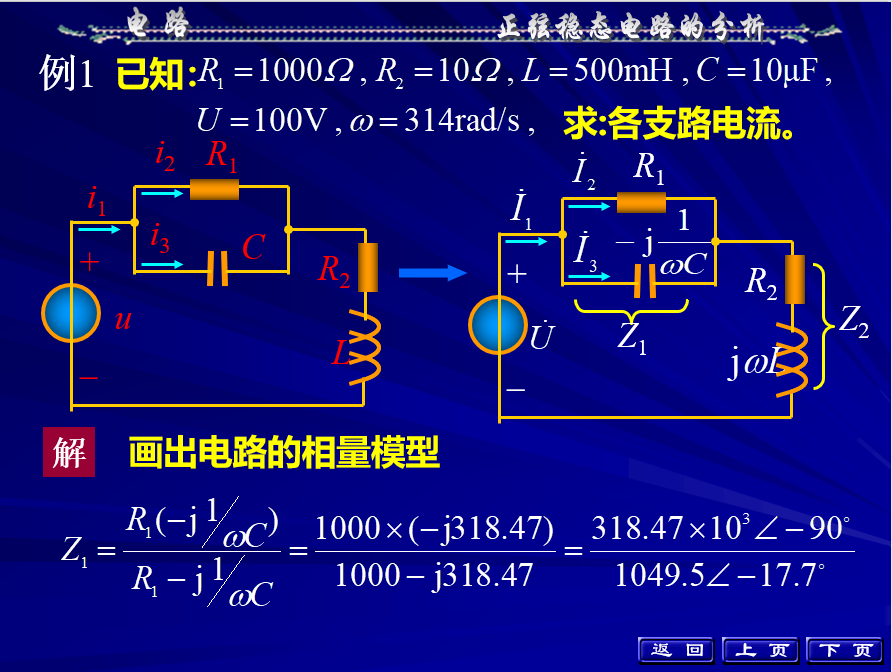 电 路 正弦稳态电路的分析
例1 已知:R₁ =1000Ω , R₂ =10Ω , L =500mH , C =10μF ,
U =100V , ω = 314rad/s , 求:各支路电流。
i₂ R₁
i₁
i₃ C
+
R₂
u
L
−
İ₂ R₁
İ₁
İ₃ −j 1/ωC
+
R₂
U̇ Z₁ Z₂
jωL
−
解 画出电路的相量模型
Z₁ = R₁(−j 1/ωC) / (R₁ − j 1/ωC) = 1000×(−j318.47) / (1000 − j318.47) = 318.47×10³∠−90° / 1049.5∠−17.7°
返 回 上 页 下 页